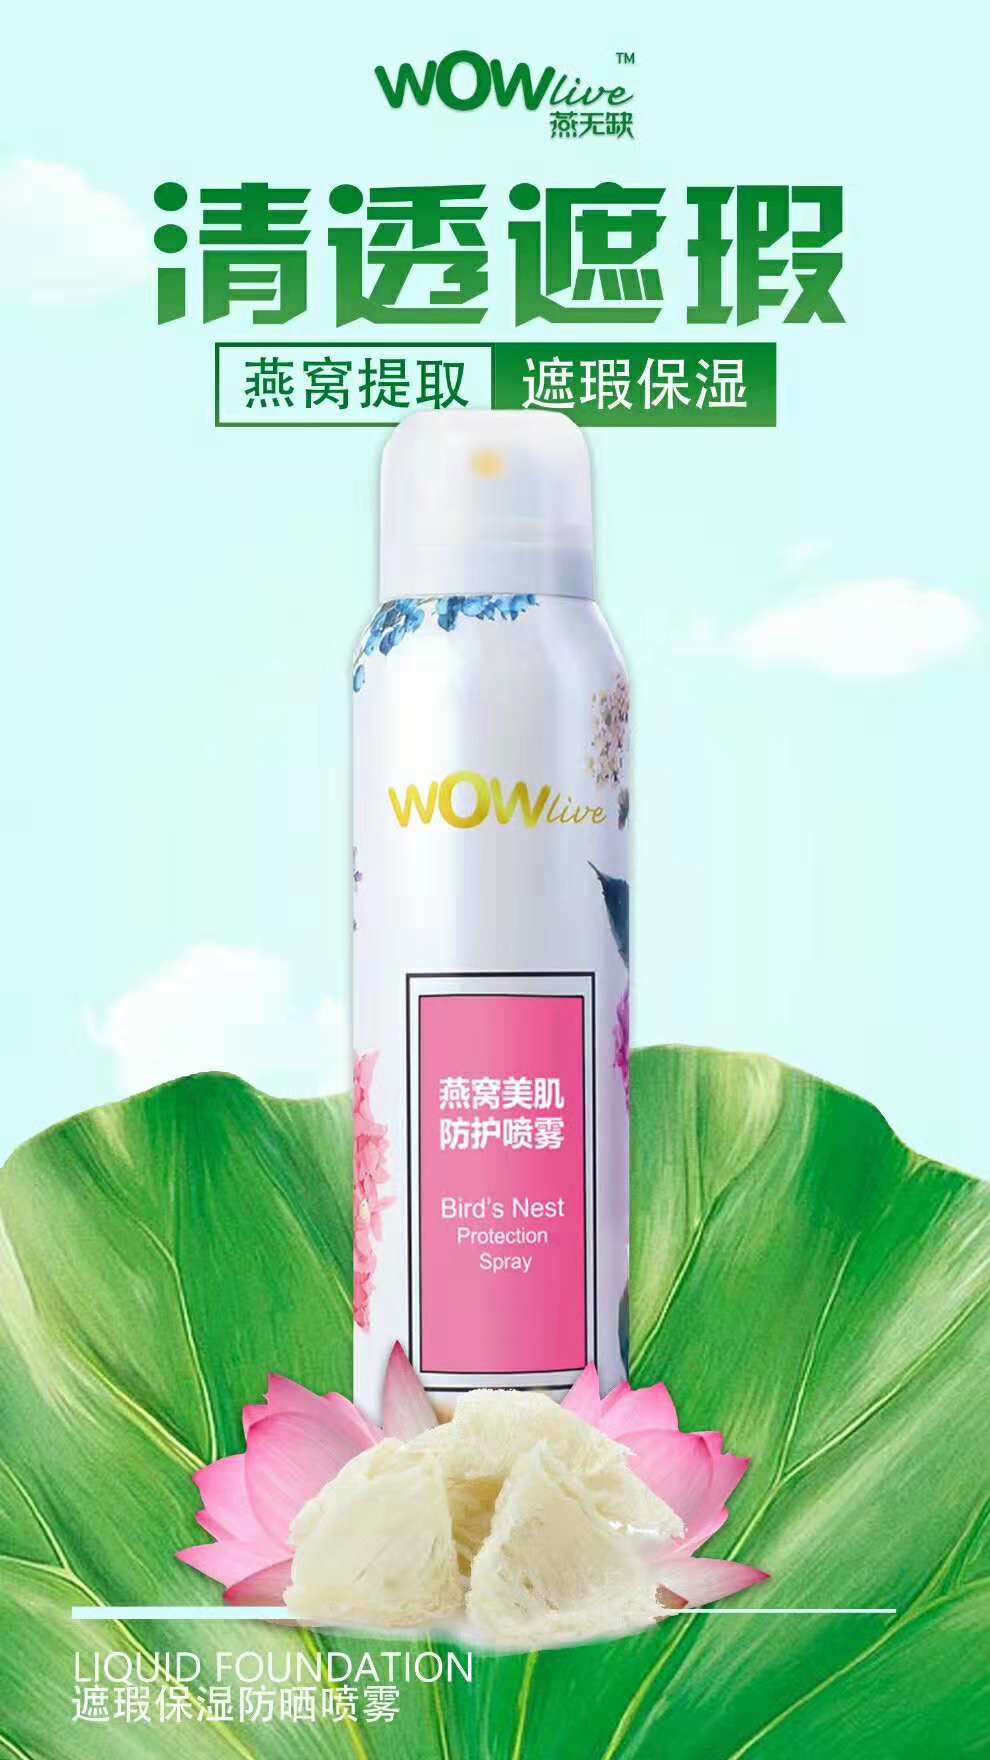 WOWlive™
燕无缺
清透遮瑕
燕窝提取 遮瑕保湿
WOWlive
燕窝美肌
防护喷雾
Bird's Nest
Protection
Spray
LIQUID FOUNDATION
遮瑕保湿防晒喷雾